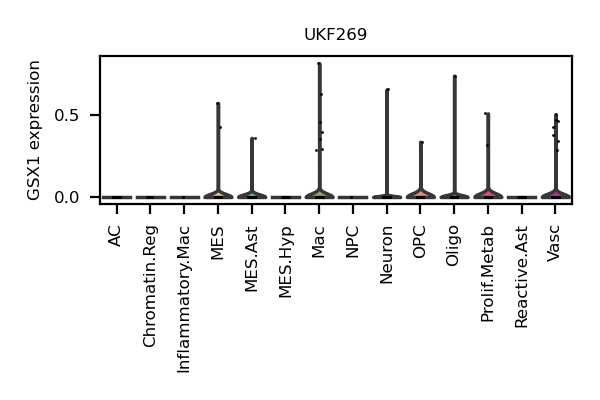 UKF269
GSX1 expression
0.5
0.0
AC
Chromatin.Reg
Inflammatory.Mac
MES
MES.Ast
MES.Hyp
Mac
NPC
Neuron
OPC
Oligo
Prolif.Metab
Reactive.Ast
Vasc